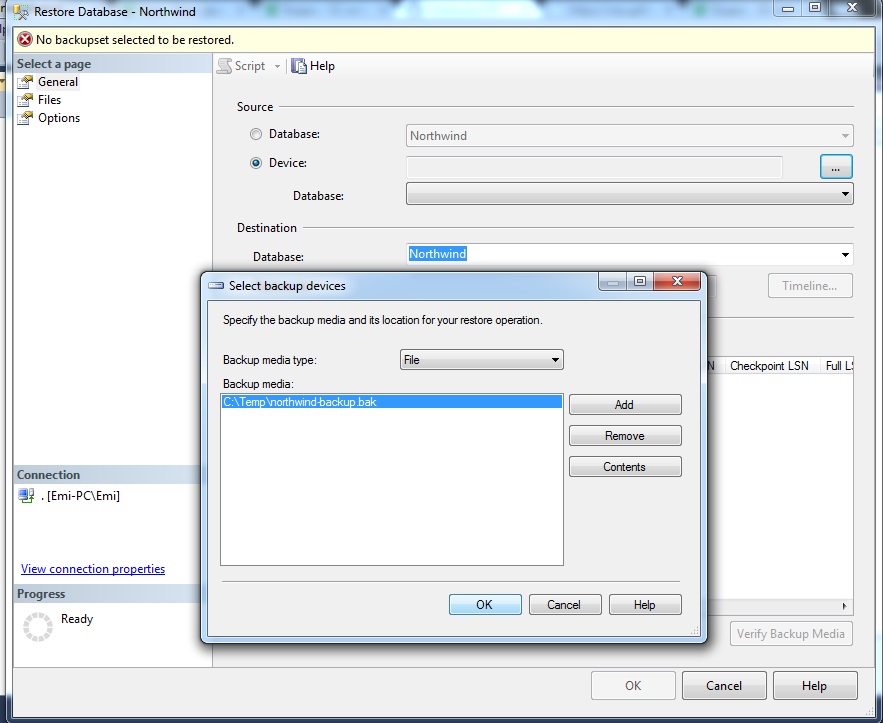 Restore Database - Northwind
No backupset selected to be restored.
Select a page
General
Files
Options
Script
Help
Source
Database: Northwind
Device:
...
Database:
Destination
Database: Northwind
Timeline...
Select backup devices
Specify the backup media and its location for your restore operation.
Backup media type: File
Backup media:
C:\Temp\northwind-backup.bak
Add
Remove
Contents
OK Cancel Help
N Checkpoint LSN Full LS
Connection
. [Emi-PC\Emi]
View connection properties
Progress
Ready
Verify Backup Media
OK Cancel Help